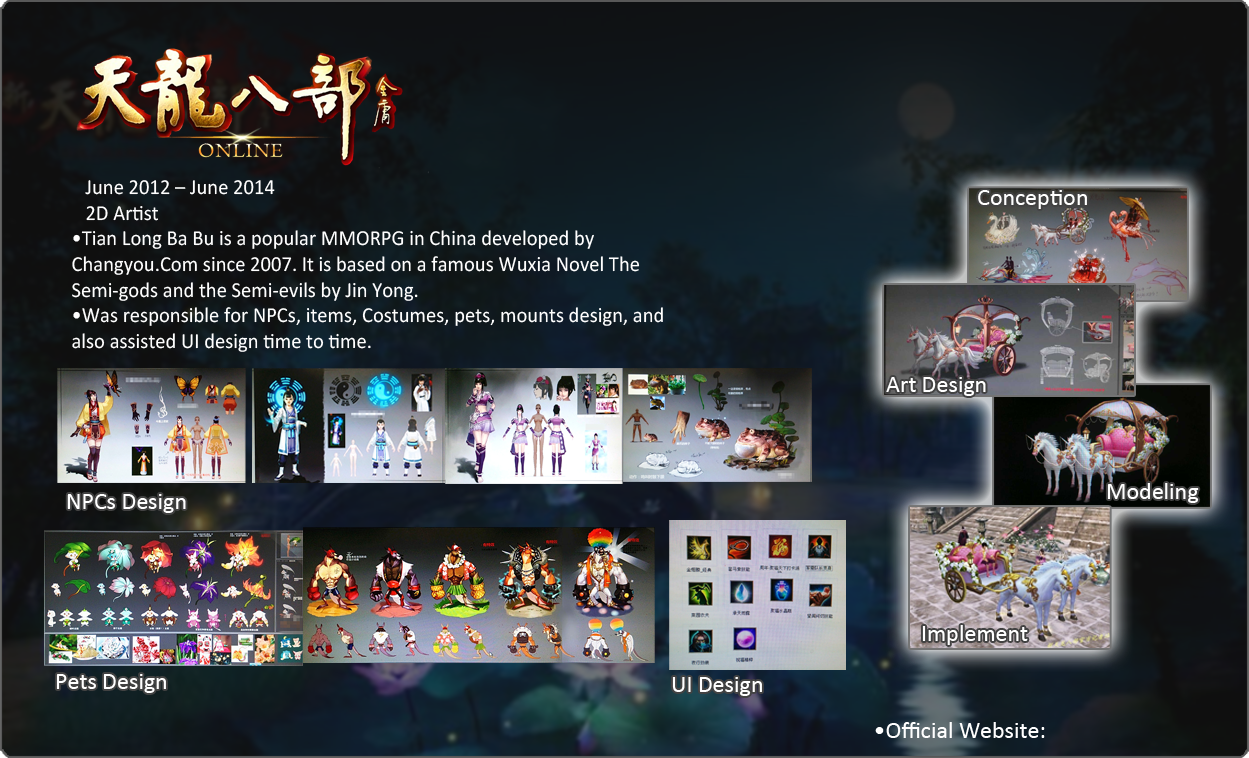 天龍八部
金庸
ONLINE
June 2012 – June 2014
2D Artist
•Tian Long Ba Bu is a popular MMORPG in China developed by
Changyou.Com since 2007. It is based on a famous Wuxia Novel The
Semi-gods and the Semi-evils by Jin Yong.
•Was responsible for NPCs, items, Costumes, pets, mounts design, and
also assisted UI design time to time.
NPCs Design
Pets Design
UI Design
Conception
Art Design
Modeling
Implement
•Official Website: